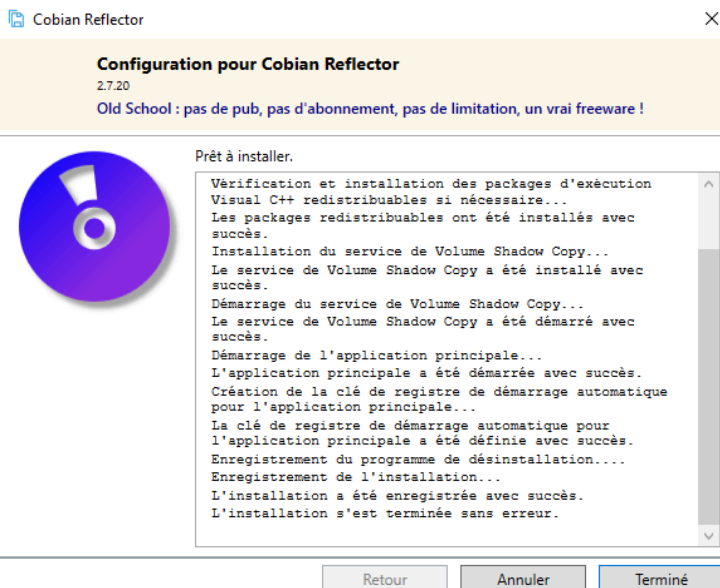 Cobian Reflector
Configuration pour Cobian Reflector
2.7.20
Old School : pas de pub, pas d'abonnement, pas de limitation, un vrai freeware !
Prêt à installer.
Vérification et installation des packages d'exécution
Visual C++ redistribuables si nécessaire...
Les packages redistribuables ont été installés avec
succès.
Installation du service de Volume Shadow Copy...
Le service de Volume Shadow Copy a été installé avec
succès.
Démarrage du service de Volume Shadow Copy...
Le service de Volume Shadow Copy a été démarré avec
succès.
Démarrage de l'application principale...
L'application principale a été démarrée avec succès.
Création de la clé de registre de démarrage automatique
pour l'application principale...
La clé de registre de démarrage automatique pour
l'application principale a été définie avec succès.
Enregistrement du programme de désinstallation....
Enregistrement de l'installation...
L'installation a été enregistrée avec succès.
L'installation s'est terminée sans erreur.
Retour
Annuler
Terminé